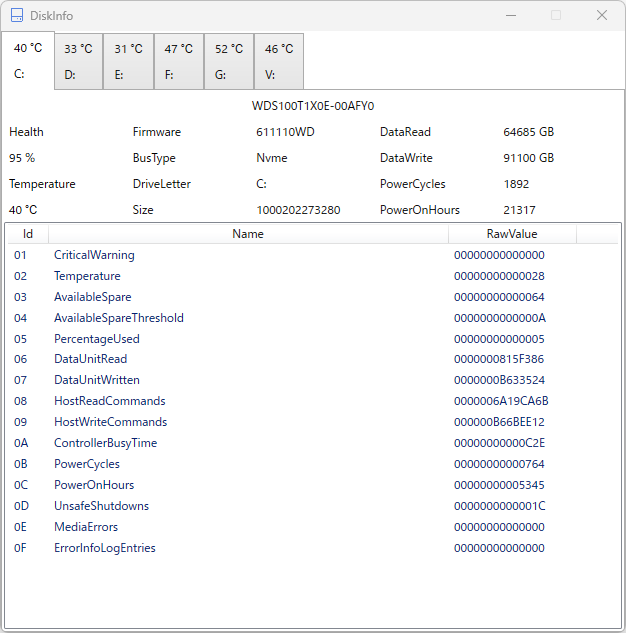 DiskInfo
40 °C 33 °C 31 °C 47 °C 52 °C 46 °C
C: D: E: F: G: V:
WDS100T1X0E-00AFY0
Health Firmware 611110WD DataRead 64685 GB
95 % BusType Nvme DataWrite 91100 GB
Temperature DriveLetter C: PowerCycles 1892
40 °C Size 1000202273280 PowerOnHours 21317
Id Name RawValue
01 CriticalWarning 00000000000000
02 Temperature 00000000000028
03 AvailableSpare 00000000000064
04 AvailableSpareThreshold 0000000000000A
05 PercentageUsed 00000000000005
06 DataUnitRead 0000000815F386
07 DataUnitWritten 0000000B633524
08 HostReadCommands 0000006A19CA6B
09 HostWriteCommands 000000B66BEE12
0A ControllerBusyTime 00000000000C2E
0B PowerCycles 00000000000764
0C PowerOnHours 00000000005345
0D UnsafeShutdowns 0000000000001C
0E MediaErrors 00000000000000
0F ErrorInfoLogEntries 00000000000000